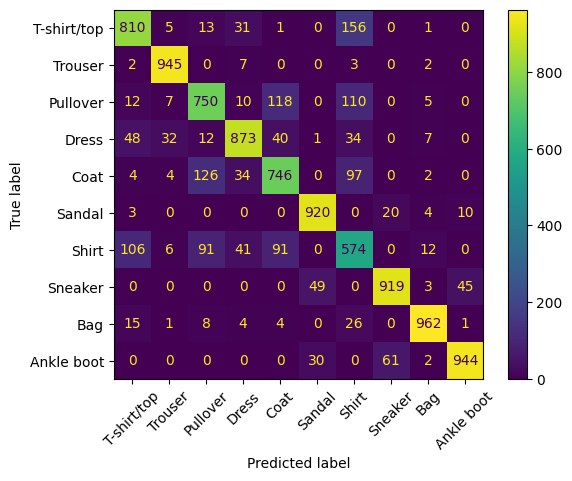 T-shirt/top 810 5 13 31 1 0 156 0 1 0
Trouser 2 945 0 7 0 0 3 0 2 0
Pullover 12 7 750 10 118 0 110 0 5 0
Dress 48 32 12 873 40 1 34 0 7 0
Coat 4 4 126 34 746 0 97 0 2 0
Sandal 3 0 0 0 0 920 0 20 4 10
Shirt 106 6 91 41 91 0 574 0 12 0
Sneaker 0 0 0 0 0 49 0 919 3 45
Bag 15 1 8 4 4 0 26 0 962 1
Ankle boot 0 0 0 0 0 30 0 61 2 944
T-shirt/top Trouser Pullover Dress Coat Sandal Shirt Sneaker Bag Ankle boot
Predicted label
True label
800
600
400
200
0